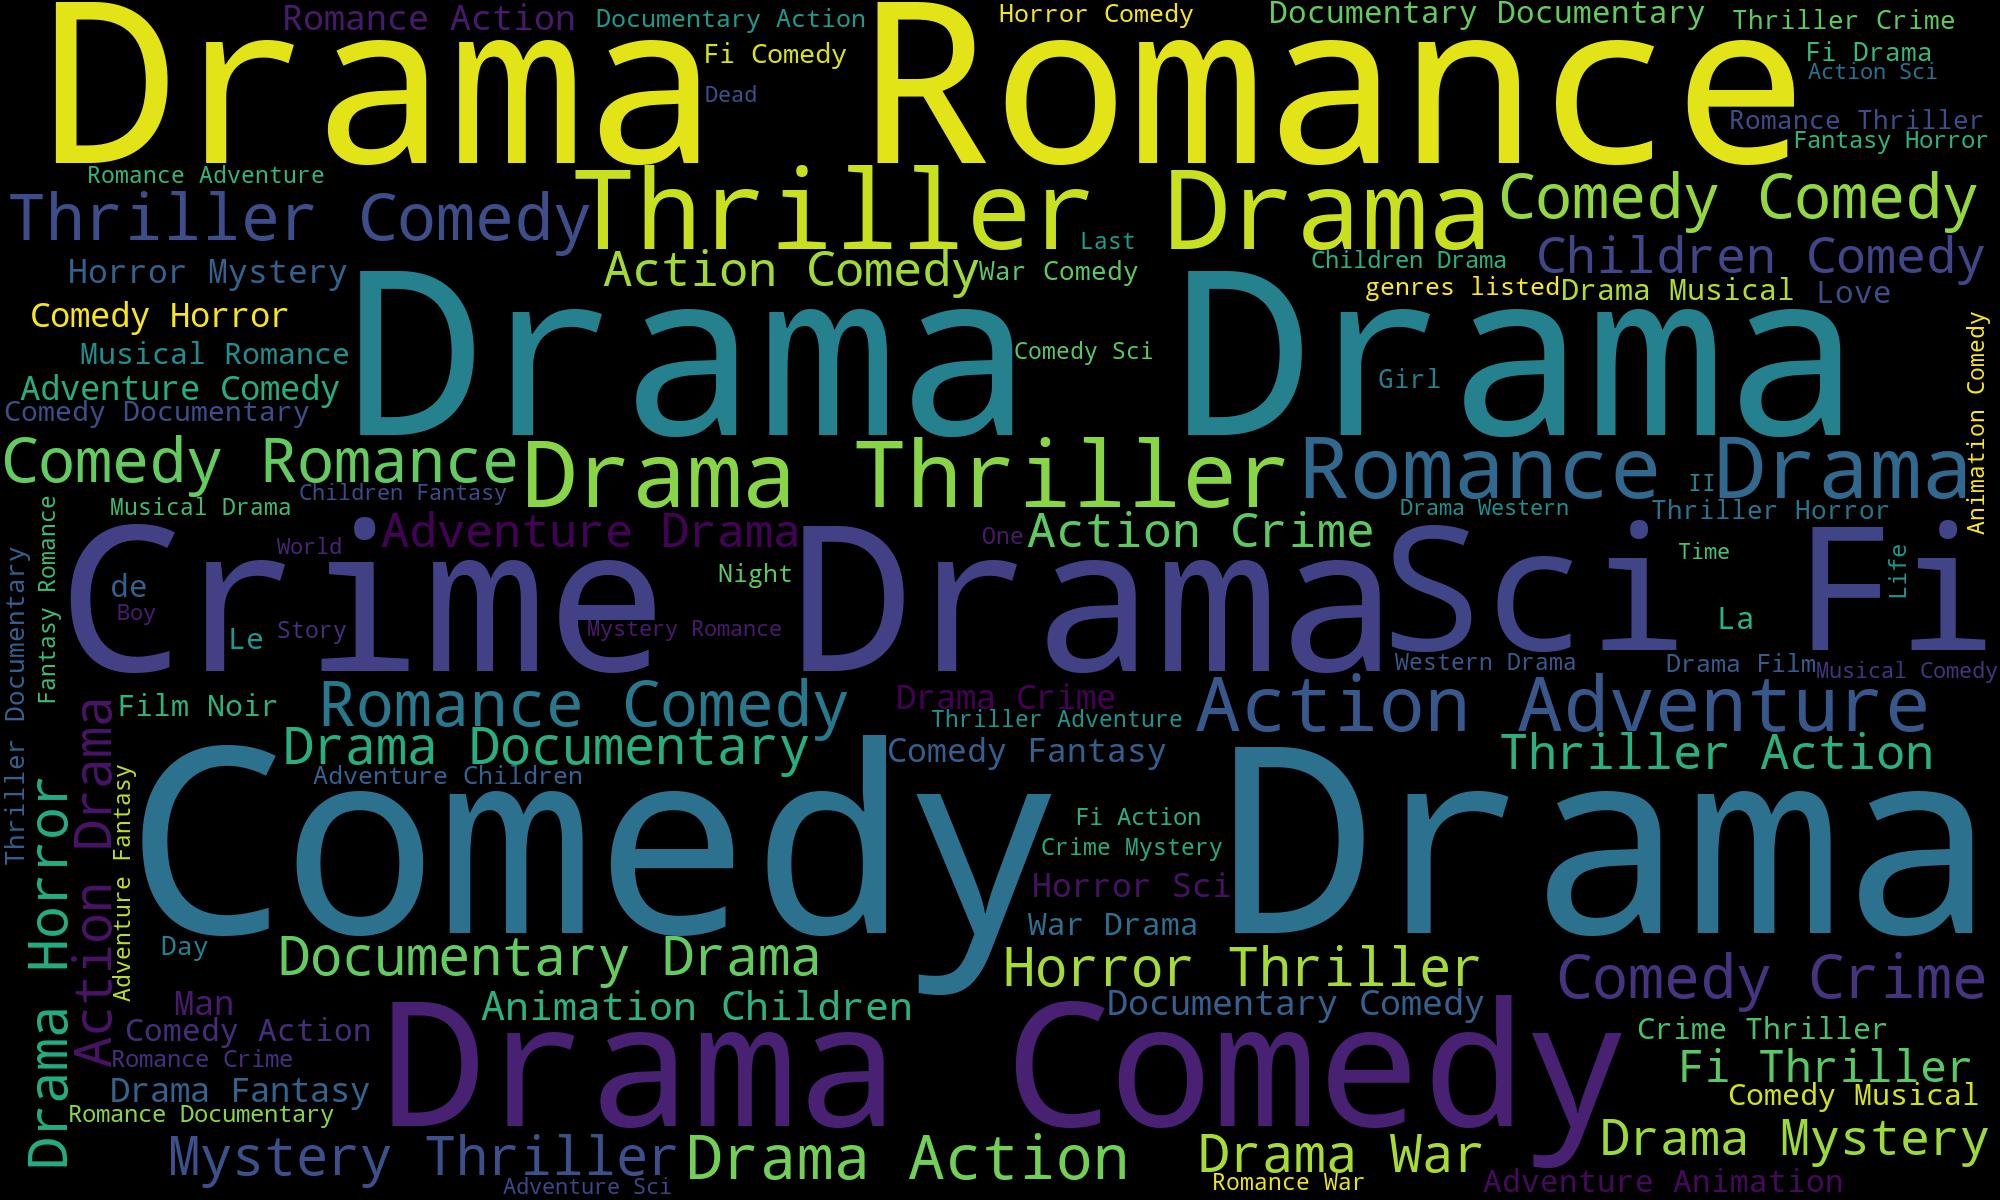 Drama Romance
Romance Action
Documentary Action
Horror Comedy
Documentary Documentary
Thriller Crime
Fi Comedy
Fi Drama
Action Sci
Dead
Romance Thriller
Fantasy Horror
Romance Adventure
Thriller Comedy
Thriller Drama
Comedy Comedy
Last
Children Comedy
Horror Mystery
Action Comedy
War Comedy
Children Drama
genres listed
Drama Musical
Love
Comedy Horror
Drama Drama
Musical Romance
Comedy Sci
Girl
Animation Comedy
Adventure Comedy
Comedy Documentary
Comedy Romance
Drama Thriller
Romance Drama
II
Children Fantasy
Musical Drama
Drama Western
Thriller Horror
Fantasy Romance
Adventure Drama
One
Action Crime
World
Time
Crime Drama
Sci Fi
Night
Life
de
Boy
Le
Story
Mystery Romance
La
Thriller Documentary
Western Drama
Drama Film
Musical Comedy
Film Noir
Romance Comedy
Drama Crime
Thriller Adventure
Action Adventure
Drama Documentary
Comedy Fantasy
Thriller Action
Adventure Children
Action Drama
Adventure Fantasy
Drama Horror
Comedy Drama
Fi Action
Crime Mystery
Horror Sci
War Drama
Day
Documentary Drama
Horror Thriller
Comedy Crime
Man
Animation Children
Documentary Comedy
Comedy Action
Drama Comedy
Crime Thriller
Romance Crime
Fi Thriller
Drama Fantasy
Comedy Musical
Romance Documentary
Mystery Thriller
Drama Action
Drama War
Drama Mystery
Adventure Sci
Romance War
Adventure Animation